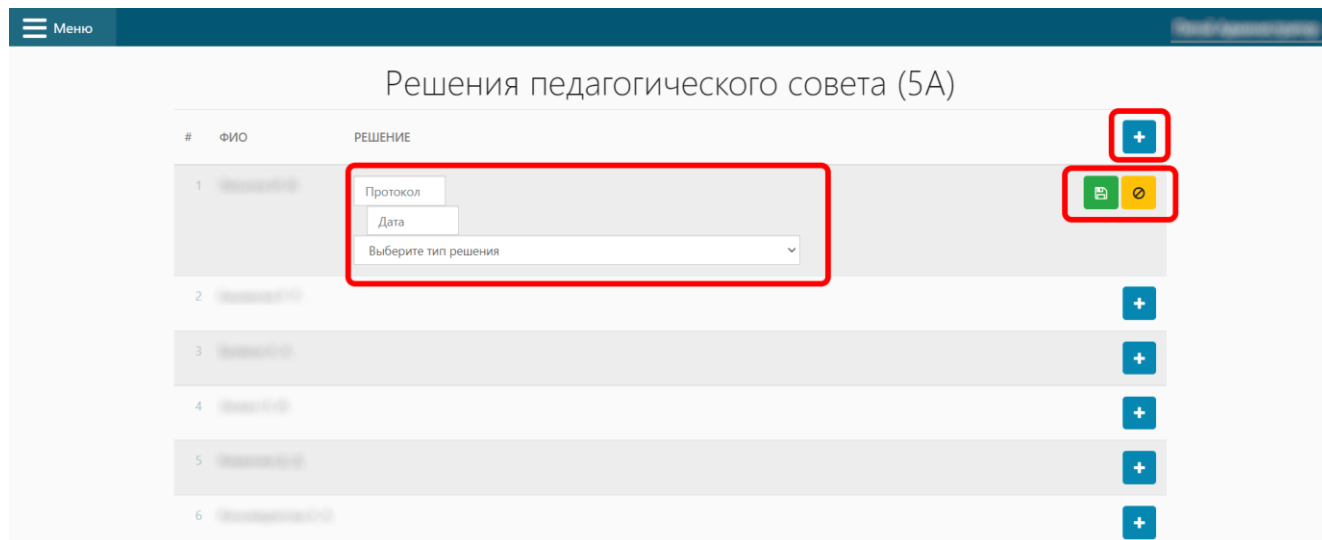 Меню
Решения педагогического совета (5А)
# ФИО РЕШЕНИЕ
1
Протокол
Дата
Выберите тип решения
2
3
4
5
6